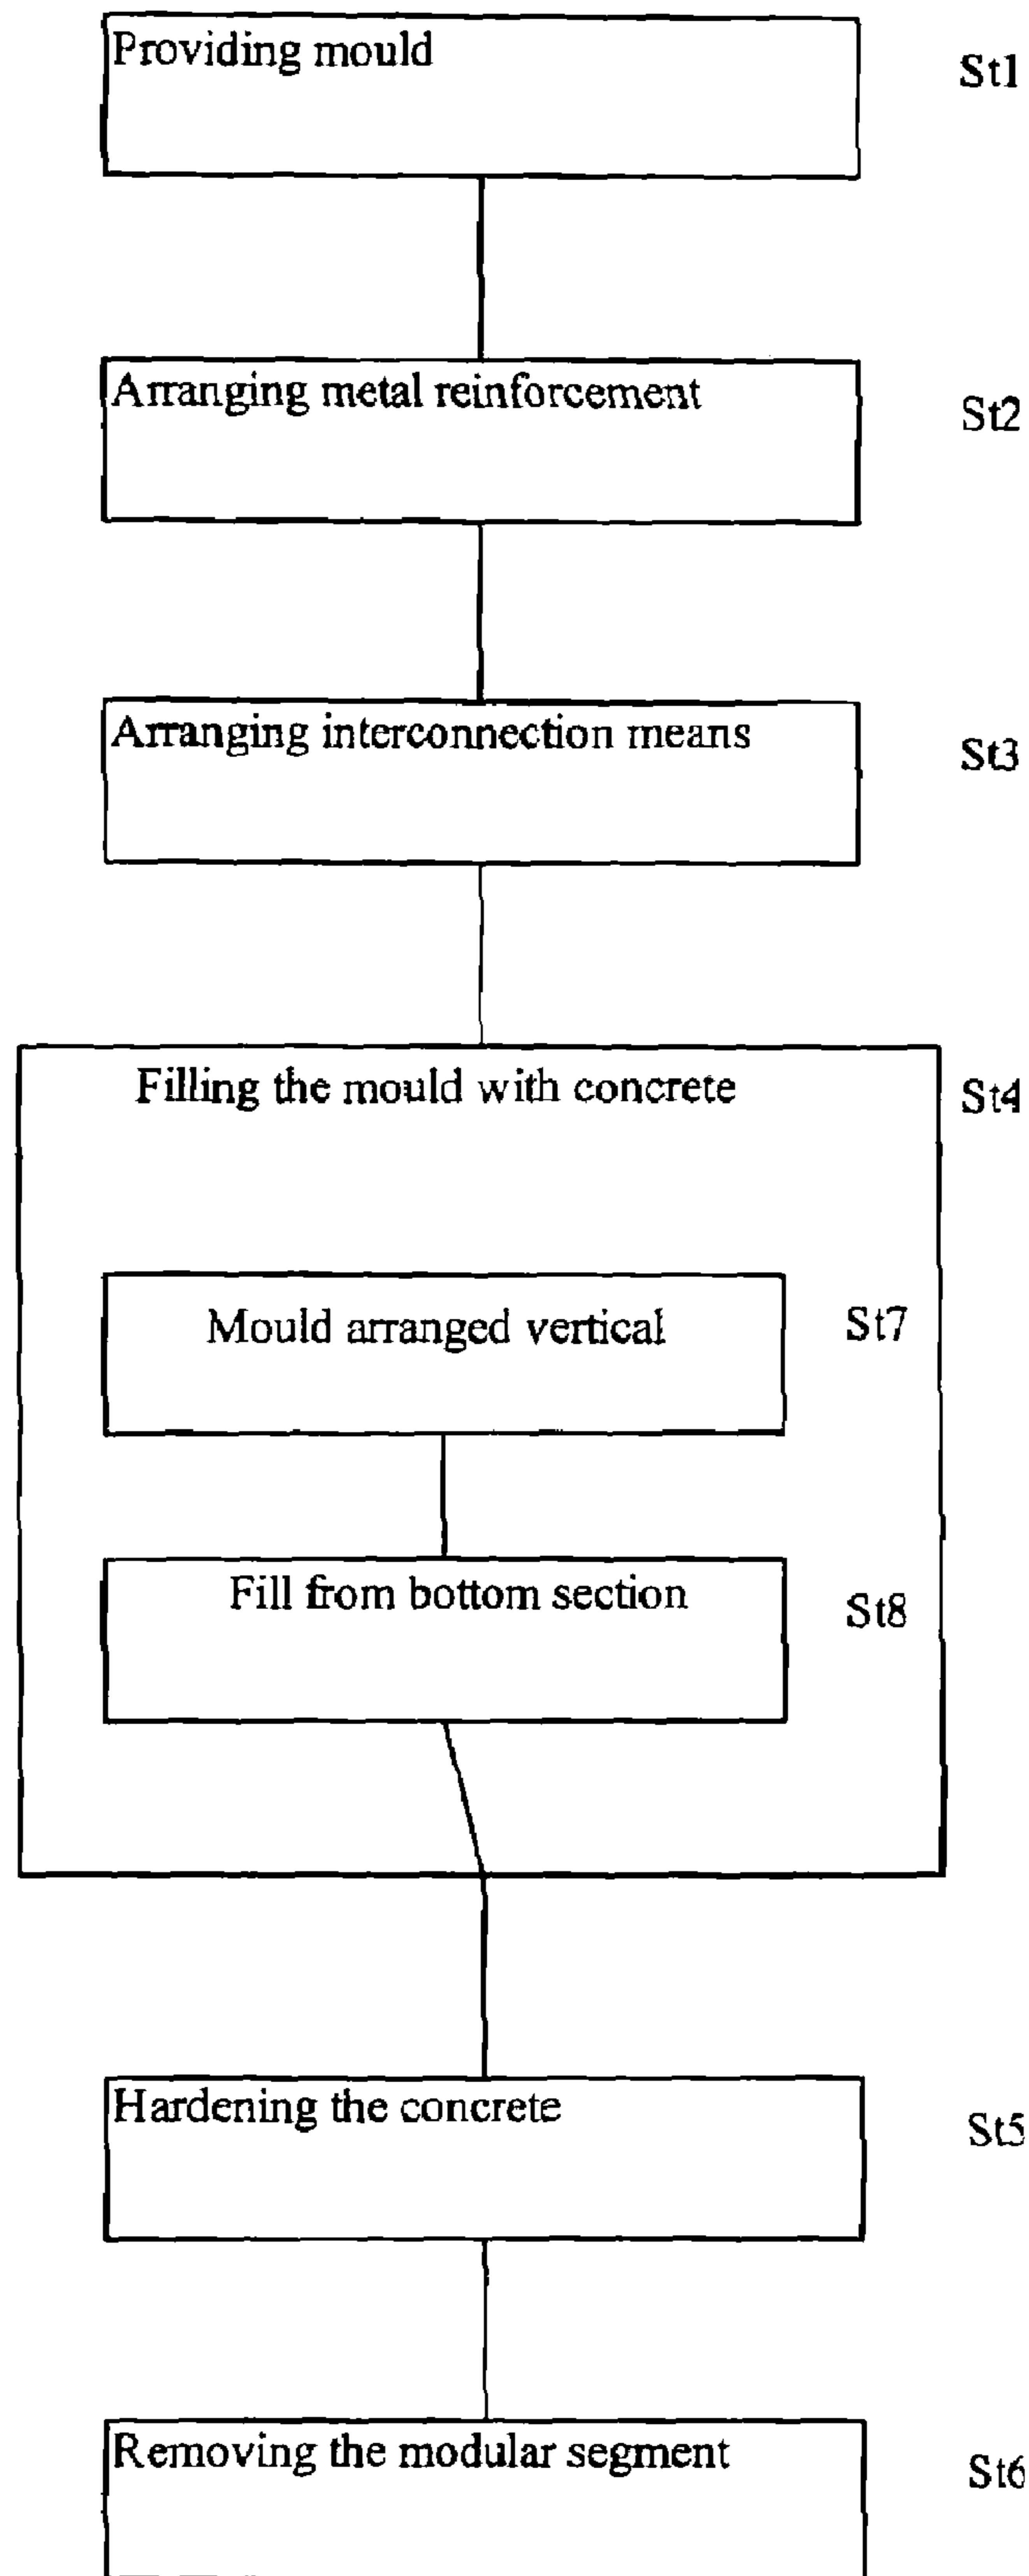 Providing mould
St1
Arranging metal reinforcement
St2
Arranging interconnection means
St3
Filling the mould with concrete
St4
Mould arranged vertical
St7
Fill from bottom section
St8
Hardening the concrete
St5
Removing the modular segment
St6